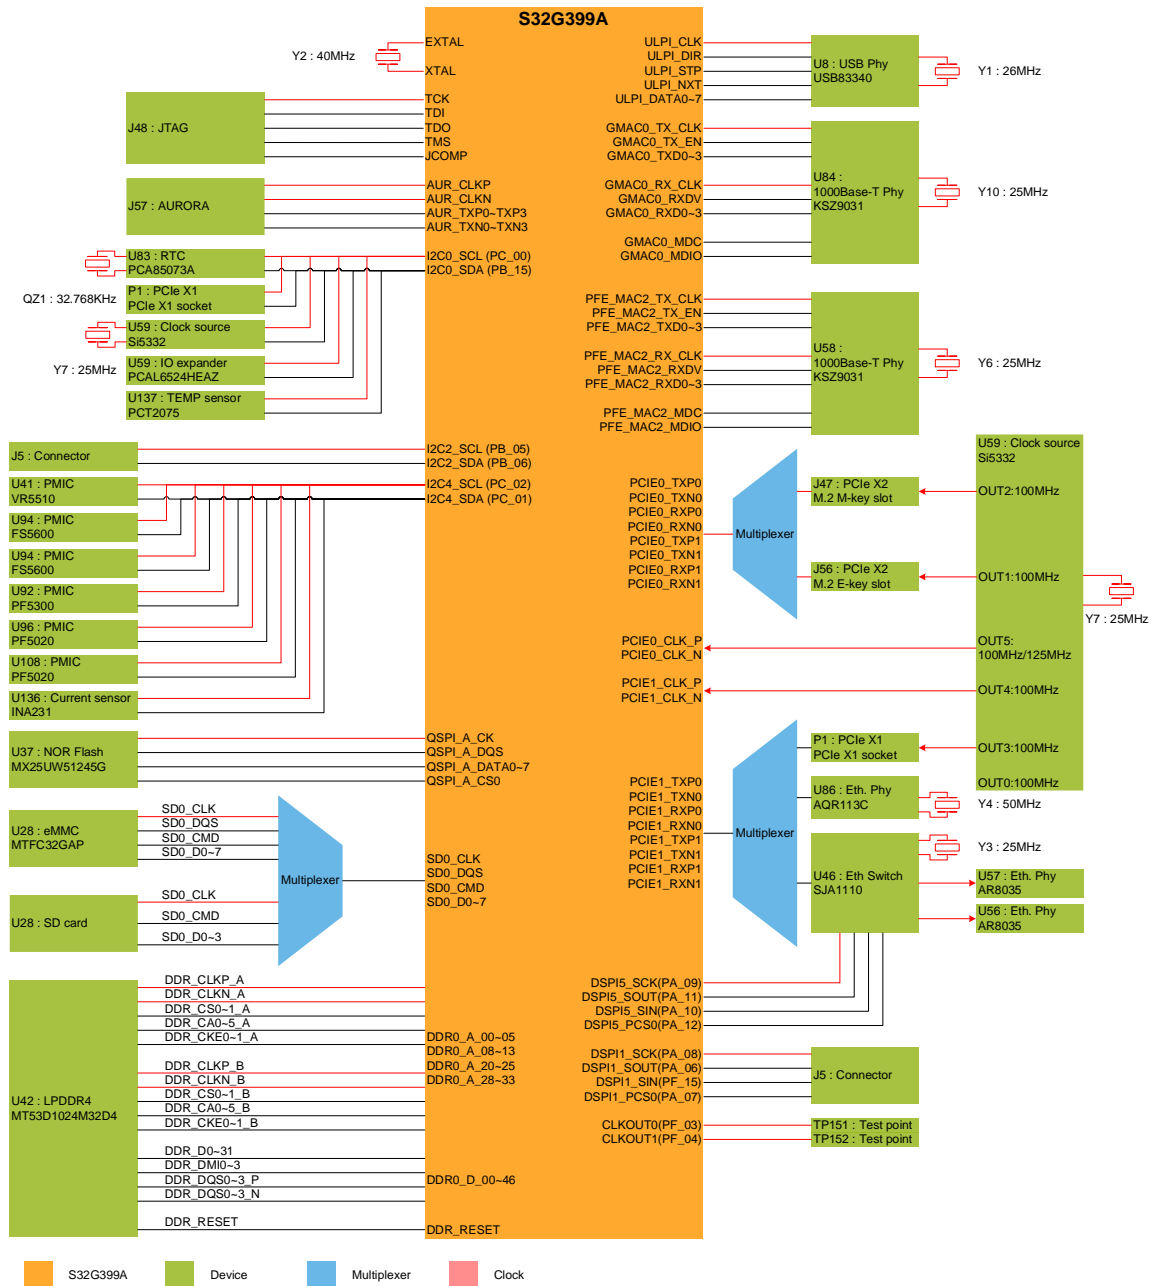 S32G399A
EXTAL
XTAL
Y2 : 40MHz
J48 : JTAG
TCK
TDI
TDO
TMS
JCOMP
J57 : AURORA
AUR_CLKP
AUR_CLKN
AUR_TXP0~TXP3
AUR_TXN0~TXN3
U83 : RTC
PCA85073A
I2C0_SCL (PC_00)
I2C0_SDA (PB_15)
QZ1 : 32.768KHz
P1 : PCIe X1
PCIe X1 socket
U59 : Clock source
Si5332
Y7 : 25MHz
U59 : IO expander
PCAL6524HEAZ
U137 : TEMP sensor
PCT2075
J5 : Connector
I2C2_SCL (PB_05)
I2C2_SDA (PB_06)
U41 : PMIC
VR5510
I2C4_SCL (PC_02)
I2C4_SDA (PC_01)
U94 : PMIC
FS5600
U94 : PMIC
FS5600
U92 : PMIC
PF5300
U96 : PMIC
PF5020
U108 : PMIC
PF5020
U136 : Current sensor
INA231
U37 : NOR Flash
MX25UW51245G
QSPI_A_CK
QSPI_A_DQS
QSPI_A_DATA0~7
QSPI_A_CS0
U28 : eMMC
MTFC32GAP
SD0_CLK
SD0_DQS
SD0_CMD
SD0_D0~7
U28 : SD card
SD0_CLK
SD0_CMD
SD0_D0~3
Multiplexer
SD0_CLK
SD0_DQS
SD0_CMD
SD0_D0~7
U42 : LPDDR4
MT53D1024M32D4
DDR_CLKP_A
DDR_CLKN_A
DDR_CS0~1_A
DDR_CA0~5_A
DDR_CKE0~1_A
DDR_CLKP_B
DDR_CLKN_B
DDR_CS0~1_B
DDR_CA0~5_B
DDR_CKE0~1_B
DDR_D0~31
DDR_DMI0~3
DDR_DQS0~3_P
DDR_DQS0~3_N
DDR_RESET
DDR0_A_00~05
DDR0_A_08~13
DDR0_A_20~25
DDR0_A_28~33
DDR0_D_00~46
DDR_RESET
ULPI_CLK
ULPI_DIR
ULPI_STP
ULPI_NXT
ULPI_DATA0~7
U8 : USB Phy
USB83340
Y1 : 26MHz
GMAC0_TX_CLK
GMAC0_TX_EN
GMAC0_TXD0~3
GMAC0_RX_CLK
GMAC0_RXDV
GMAC0_RXD0~3
GMAC0_MDC
GMAC0_MDIO
U84 :
1000Base-T Phy
KSZ9031
Y10 : 25MHz
PFE_MAC2_TX_CLK
PFE_MAC2_TX_EN
PFE_MAC2_TXD0~3
PFE_MAC2_RX_CLK
PFE_MAC2_RXDV
PFE_MAC2_RXD0~3
PFE_MAC2_MDC
PFE_MAC2_MDIO
U58 :
1000Base-T Phy
KSZ9031
Y6 : 25MHz
PCIE0_TXP0
PCIE0_TXN0
PCIE0_RXP0
PCIE0_RXN0
PCIE0_TXP1
PCIE0_TXN1
PCIE0_RXP1
PCIE0_RXN1
Multiplexer
J47 : PCIe X2
M.2 M-key slot
J56 : PCIe X2
M.2 E-key slot
U59 : Clock source
Si5332
OUT2:100MHz
OUT1:100MHz
OUT5:
100MHz/125MHz
OUT4:100MHz
OUT3:100MHz
OUT0:100MHz
Y7 : 25MHz
PCIE0_CLK_P
PCIE0_CLK_N
PCIE1_CLK_P
PCIE1_CLK_N
PCIE1_TXP0
PCIE1_TXN0
PCIE1_RXP0
PCIE1_RXN0
PCIE1_TXP1
PCIE1_TXN1
PCIE1_RXP1
PCIE1_RXN1
Multiplexer
P1 : PCIe X1
PCIe X1 socket
U86 : Eth. Phy
AQR113C
Y4 : 50MHz
U46 : Eth Switch
SJA1110
Y3 : 25MHz
U57 : Eth. Phy
AR8035
U56 : Eth. Phy
AR8035
DSPI5_SCK(PA_09)
DSPI5_SOUT(PA_11)
DSPI5_SIN(PA_10)
DSPI5_PCS0(PA_12)
DSPI1_SCK(PA_08)
DSPI1_SOUT(PA_06)
DSPI1_SIN(PF_15)
DSPI1_PCS0(PA_07)
J5 : Connector
CLKOUT0(PF_03)
CLKOUT1(PF_04)
TP151 : Test point
TP152 : Test point
S32G399A
Device
Multiplexer
Clock